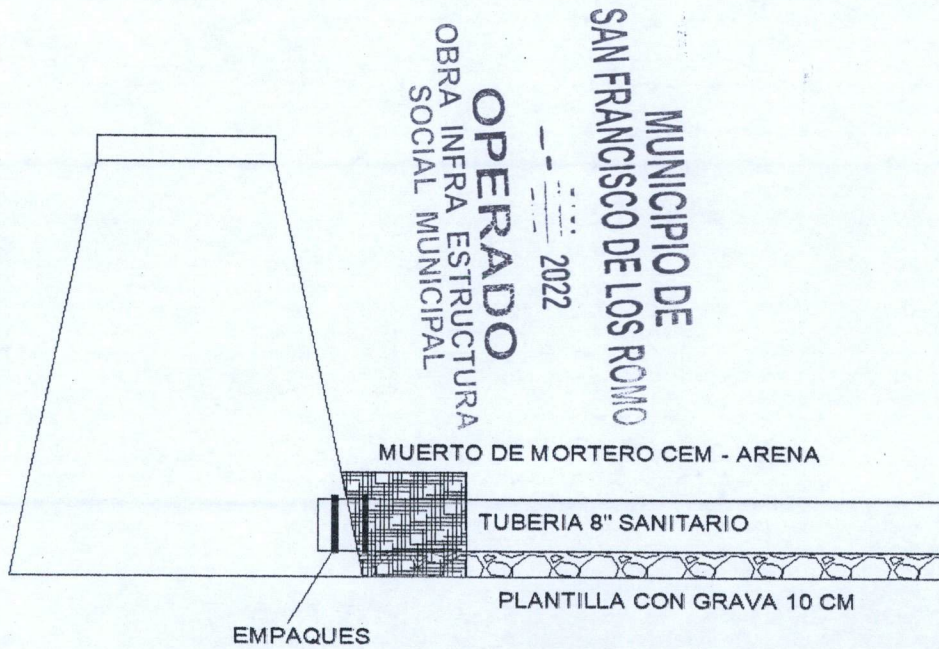 MUNICIPIO DE
SAN FRANCISCO DE LOS ROMO
2022
OPERADO
OBRA INFRA ESTRUCTURA
SOCIAL MUNICIPAL
MUERTO DE MORTERO CEM - ARENA
TUBERIA 8" SANITARIO
PLANTILLA CON GRAVA 10 CM
EMPAQUES